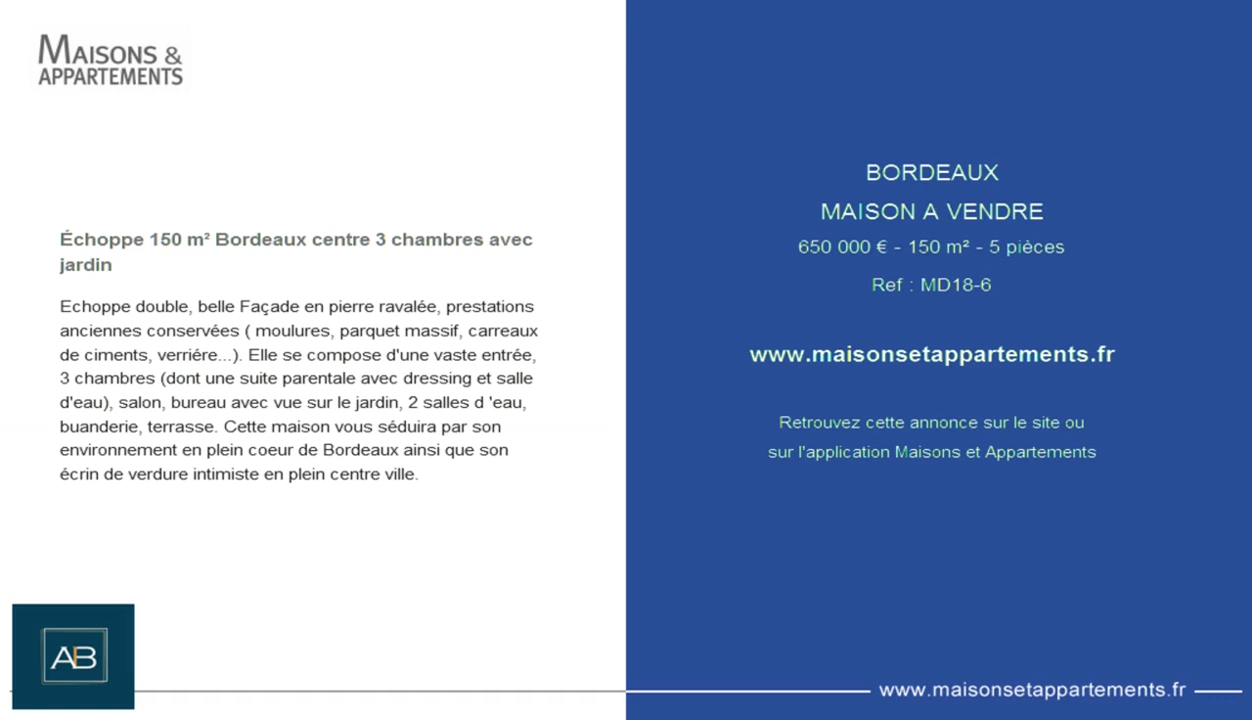 MAISONS &
APPARTEMENTS
Échoppe 150 m² Bordeaux centre 3 chambres avec
jardin
Echoppe double, belle Façade en pierre ravalée, prestations
anciennes conservées ( moulures, parquet massif, carreaux
de ciments, verriére...). Elle se compose d'une vaste entrée,
3 chambres (dont une suite parentale avec dressing et salle
d'eau), salon, bureau avec vue sur le jardin, 2 salles d 'eau,
buanderie, terrasse. Cette maison vous séduira par son
environnement en plein coeur de Bordeaux ainsi que son
écrin de verdure intimiste en plein centre ville.
AB
BORDEAUX
MAISON A VENDRE
650 000 € - 150 m² - 5 pièces
Ref : MD18-6
www.maisonsetappartements.fr
Retrouvez cette annonce sur le site ou
sur l'application Maisons et Appartements
www.maisonsetappartements.fr